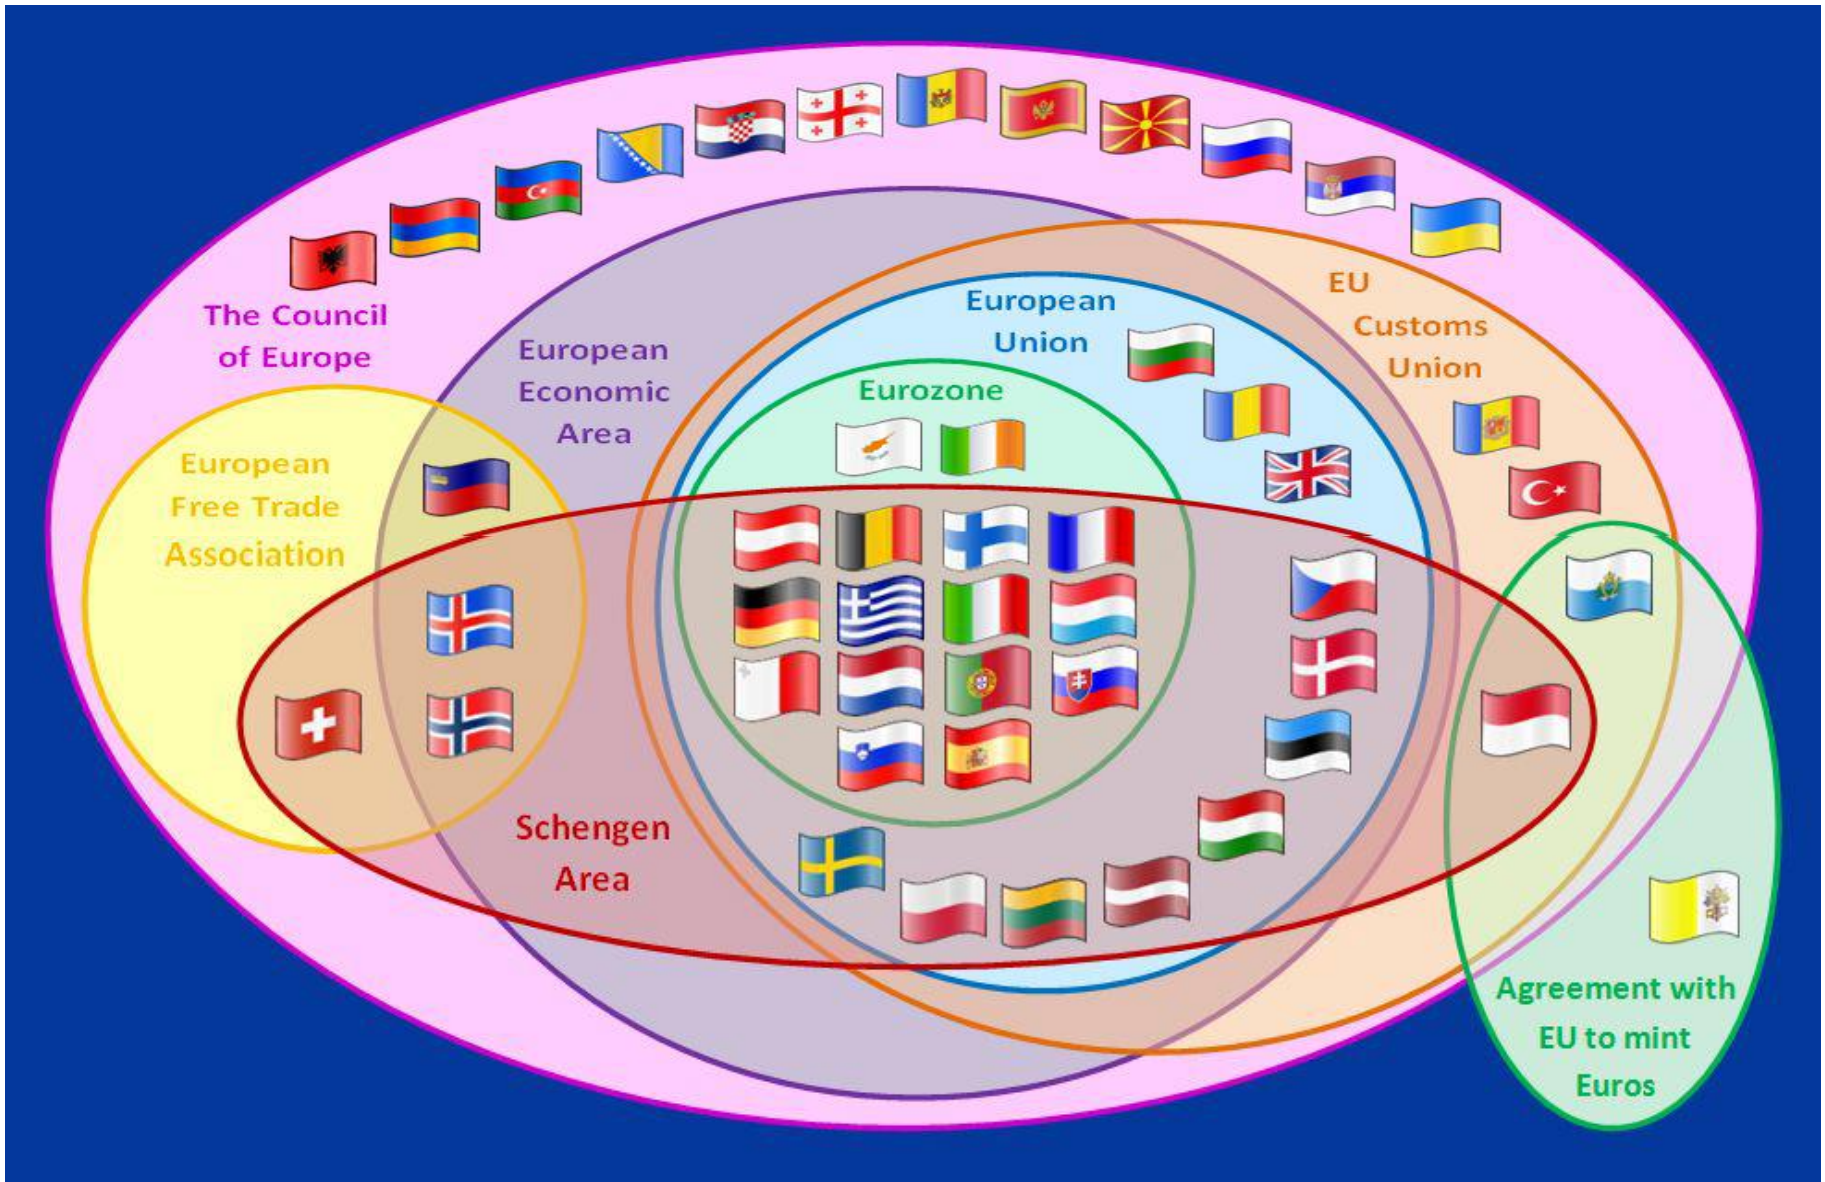 The Council
of Europe
European
Economic
Area
European
Union
EU
Customs
Union
Eurozone
European
Free Trade
Association
Schengen
Area
Agreement with
EU to mint
Euros